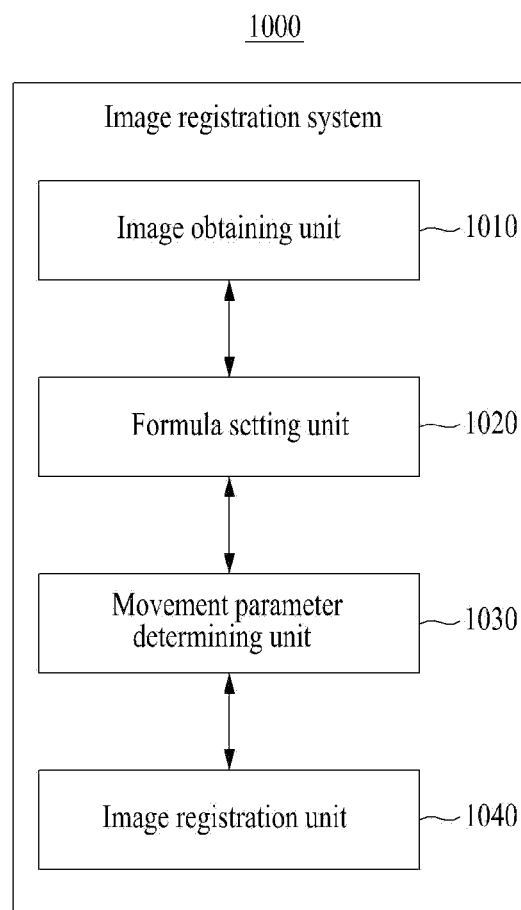 1000
Image registration system
Image obtaining unit
1010
Formula setting unit
1020
Movement parameter
determining unit
1030
Image registration unit
1040